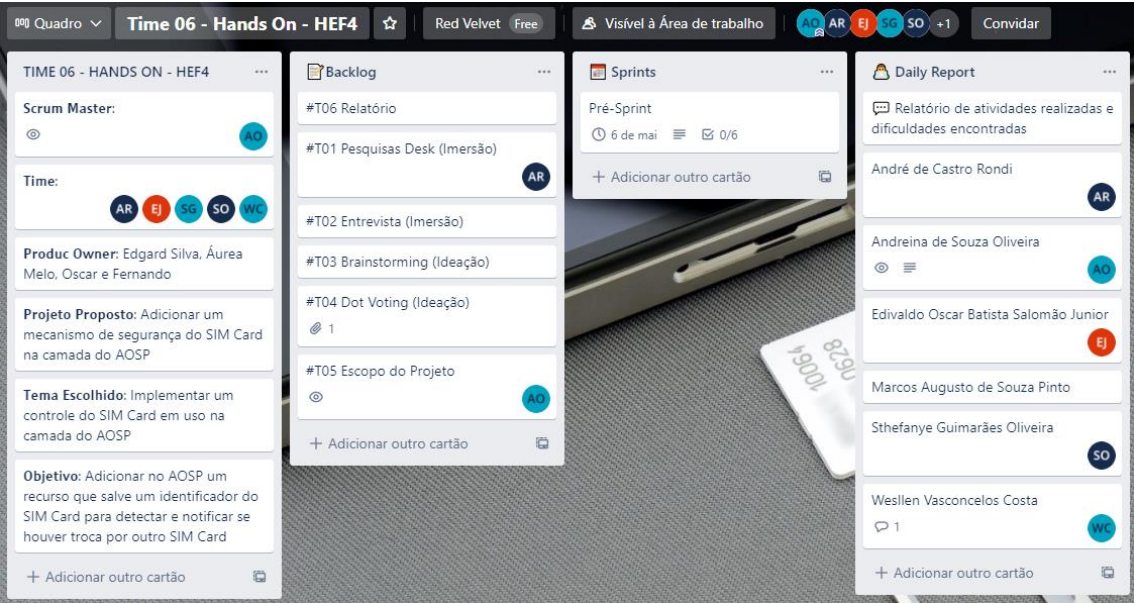 Quadro
Time 06 - Hands On - HEF4
Red Velvet Free
Visível à Área de trabalho
AO AR EJ SG SO +1
Convidar
TIME 06 - HANDS ON - HEF4
Scrum Master:
AO
Time:
AR EJ SG SO WC
Produc Owner: Edgard Silva, Áurea
Melo, Oscar e Fernando
Projeto Proposto: Adicionar um
mecanismo de segurança do SIM Card
na camada do AOSP
Tema Escolhido: Implementar um
controle do SIM Card em uso na
camada do AOSP
Objetivo: Adicionar no AOSP um
recurso que salve um identificador do
SIM Card para detectar e notificar se
houver troca por outro SIM Card
+ Adicionar outro cartão
Backlog
#T06 Relatório
#T01 Pesquisas Desk (Imersão)
AR
#T02 Entrevista (Imersão)
#T03 Brainstorming (Ideação)
#T04 Dot Voting (Ideação)
1
#T05 Escopo do Projeto
AO
+ Adicionar outro cartão
Sprints
Pré-Sprint
6 de mai 0/6
+ Adicionar outro cartão
Daily Report
Relatório de atividades realizadas e
dificuldades encontradas
André de Castro Rondi
AR
Andreina de Souza Oliveira
AO
Edivaldo Oscar Batista Salomão Junior
EJ
Marcos Augusto de Souza Pinto
Sthefanye Guimarães Oliveira
SO
Wesllen Vasconcelos Costa
1
WC
+ Adicionar outro cartão
10064
0628